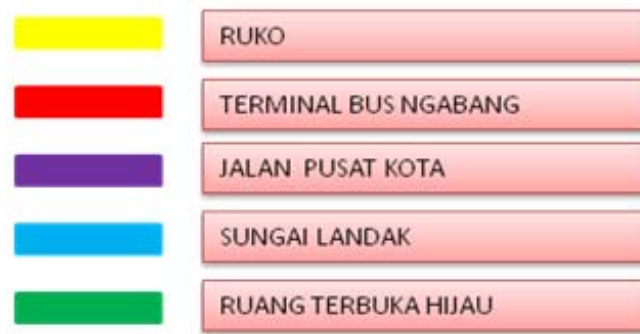 RUKO
TERMINAL BUS NGABANG
JALAN PUSAT KOTA
SUNGAI LANDAK
RUANG TERBUKA HIJAU